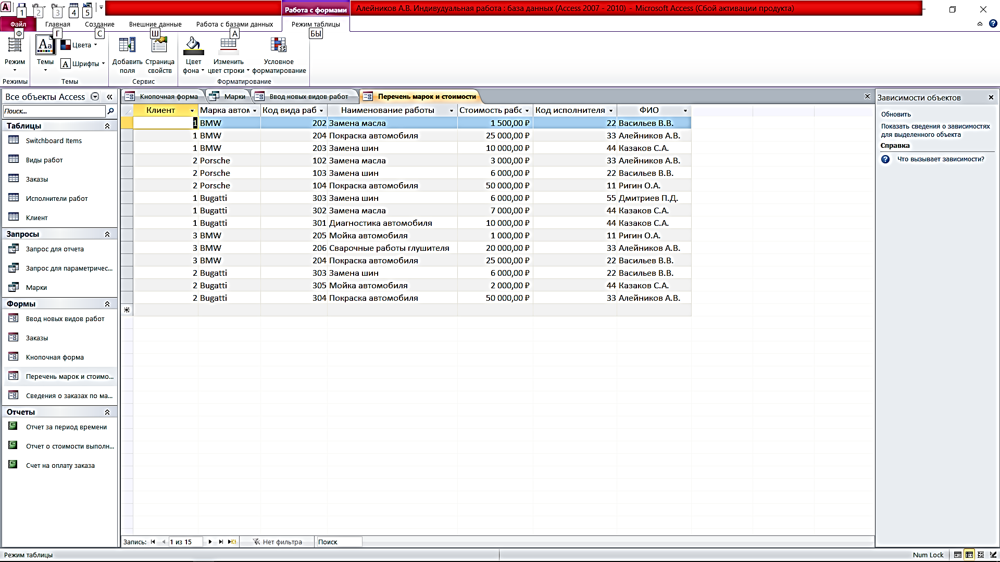 Работа с формами
Алейников А.В. Индивудуальная работа : база данных (Access 2007 - 2010) - Microsoft Access (Сбой активации продукта)
1 2 3 4 5
Файл Главная Создание Внешние данные Работа с базами данных Режим таблицы
Ф Г С Ш А БЫ
Режим
Темы
Цвета
Шрифты
Добавить поля
Страница свойств
Цвет фона
Изменить цвет строки
Условное форматирование
Режимы Темы Сервис Форматирование
Все объекты Access
Поиск...
Таблицы
Switchboard Items
Виды работ
Заказы
Исполнители работ
Клиент
Запросы
Запрос для отчета
Запрос для параметричес...
Марки
Формы
Ввод новых видов работ
Заказы
Кнопочная форма
Перечень марок и стоимо...
Сведения о заказах по ма...
Отчеты
Отчет за период времени
Отчет о стоимости выполн...
Счет на оплату заказа
Кнопочная форма Марки Ввод новых видов работ Перечень марок и стоимости
Клиент Марка автом Код вида раб Наименование работы Стоимость рабо Код исполнителя ФИО
1 BMW 202 Замена масла 1 500,00 ₽ 22 Васильев В.В.
1 BMW 204 Покраска автомобиля 25 000,00 ₽ 33 Алейников А.В.
1 BMW 203 Замена шин 10 000,00 ₽ 44 Казаков С.А.
2 Porsche 102 Замена масла 3 000,00 ₽ 33 Алейников А.В.
2 Porsche 103 Замена шин 6 000,00 ₽ 22 Васильев В.В.
2 Porsche 104 Покраска автомобиля 50 000,00 ₽ 11 Ригин О.А.
1 Bugatti 303 Замена шин 6 000,00 ₽ 55 Дмитриев П.Д.
1 Bugatti 302 Замена масла 7 000,00 ₽ 44 Казаков С.А.
1 Bugatti 301 Диагностика автомобиля 10 000,00 ₽ 44 Казаков С.А.
3 BMW 205 Мойка автомобиля 1 000,00 ₽ 11 Ригин О.А.
3 BMW 206 Сварочные работы глушителя 20 000,00 ₽ 33 Алейников А.В.
3 BMW 204 Покраска автомобиля 25 000,00 ₽ 22 Васильев В.В.
2 Bugatti 303 Замена шин 6 000,00 ₽ 22 Васильев В.В.
2 Bugatti 305 Мойка автомобиля 2 000,00 ₽ 44 Казаков С.А.
2 Bugatti 304 Покраска автомобиля 50 000,00 ₽ 33 Алейников А.В.
Зависимости объектов
Обновить
Показать сведения о зависимостях
для выделенного объекта
Справка
Что вызывает зависимости?
Запись: 1 из 15 Нет фильтра Поиск
Режим таблицы Num Lock